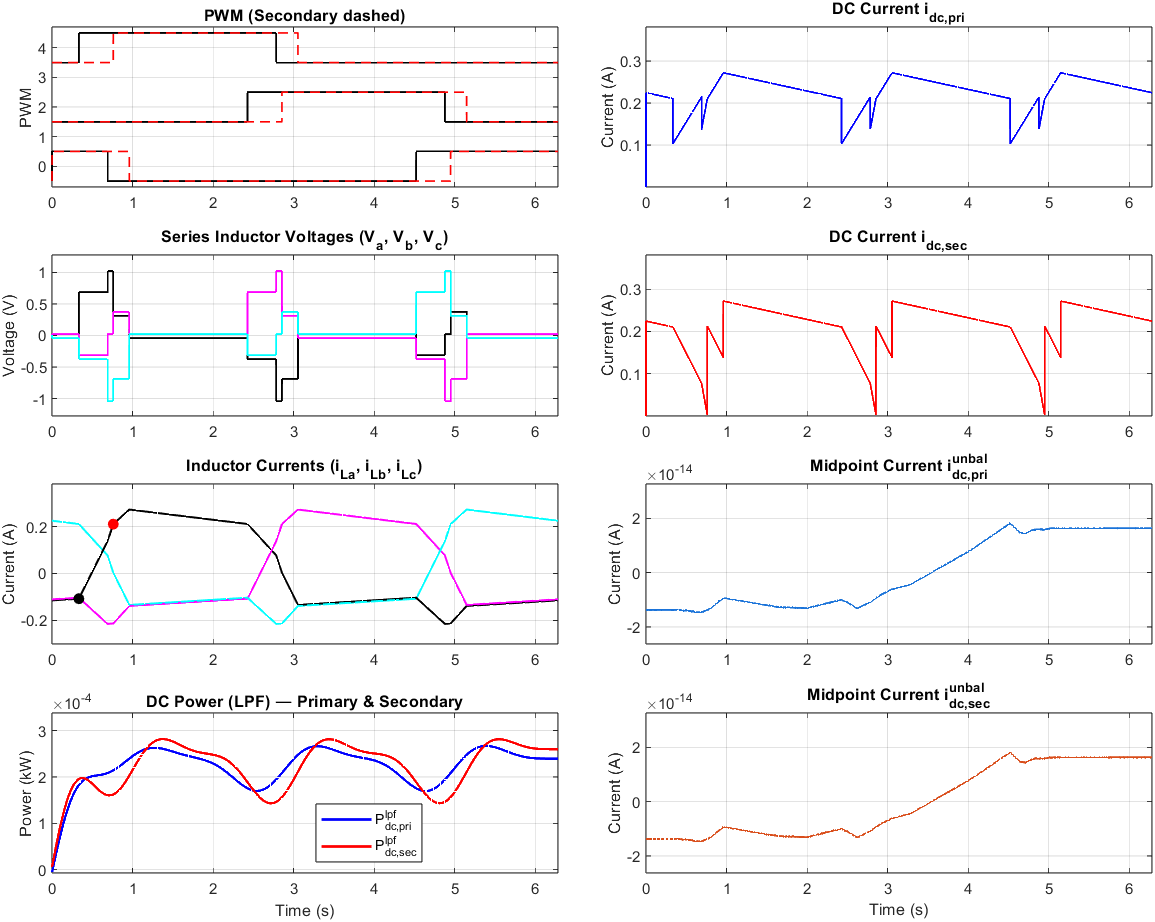 PWM (Secondary dashed)
PWM
4
3
2
1
0
0 1 2 3 4 5 6
DC Current i_dc,pri
Current (A)
0.3
0.2
0.1
0 1 2 3 4 5 6
Series Inductor Voltages (V_a, V_b, V_c)
Voltage (V)
1
0.5
0
-0.5
-1
0 1 2 3 4 5 6
DC Current i_dc,sec
Current (A)
0.3
0.2
0.1
0 1 2 3 4 5 6
Inductor Currents (i_La, i_Lb, i_Lc)
Current (A)
0.2
0
-0.2
0 1 2 3 4 5 6
Midpoint Current i^unbal_dc,pri
×10^-14
Current (A)
2
0
-2
0 1 2 3 4 5 6
DC Power (LPF) — Primary & Secondary
×10^-4
Power (kW)
3
2
1
0
P^lpf_dc,pri
P^lpf_dc,sec
0 1 2 3 4 5 6
Time (s)
Midpoint Current i^unbal_dc,sec
×10^-14
Current (A)
2
0
-2
0 1 2 3 4 5 6
Time (s)